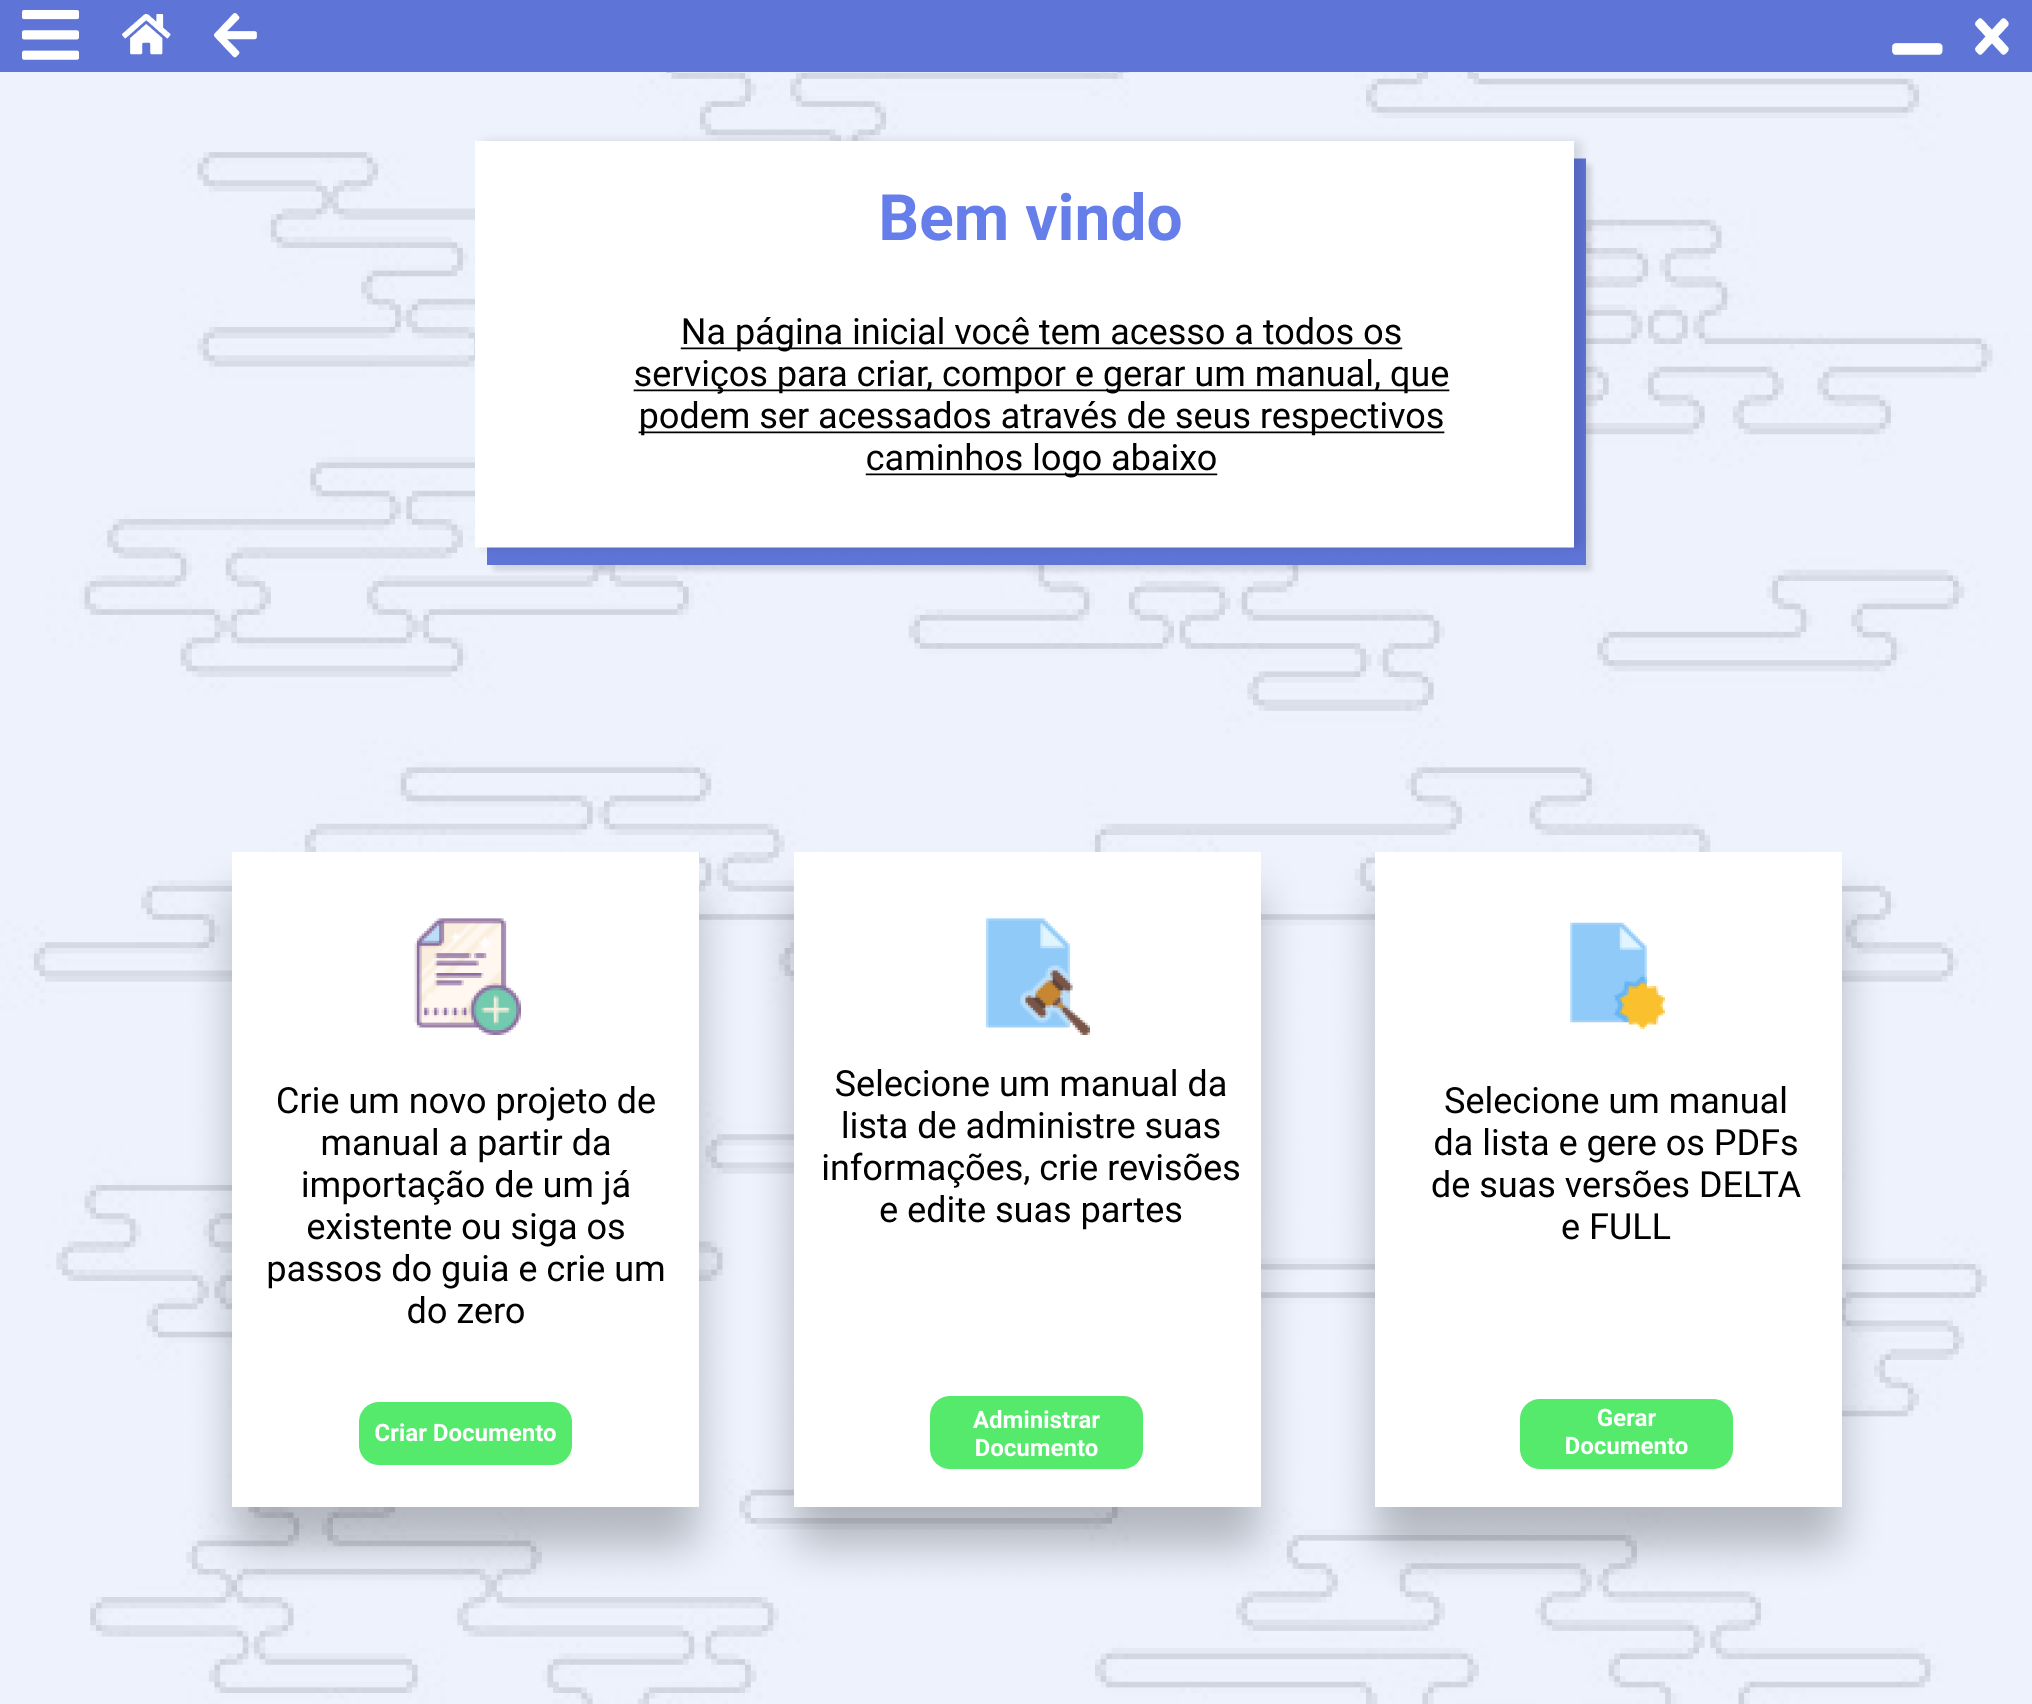 Bem vindo
Na página inicial você tem acesso a todos os
serviços para criar, compor e gerar um manual, que
podem ser acessados através de seus respectivos
caminhos logo abaixo
Crie um novo projeto de
manual a partir da
importação de um já
existente ou siga os
passos do guia e crie um
do zero
Criar Documento
Selecione um manual da
lista de administre suas
informações, crie revisões
e edite suas partes
Administrar
Documento
Selecione um manual
da lista e gere os PDFs
de suas versões DELTA
e FULL
Gerar
Documento